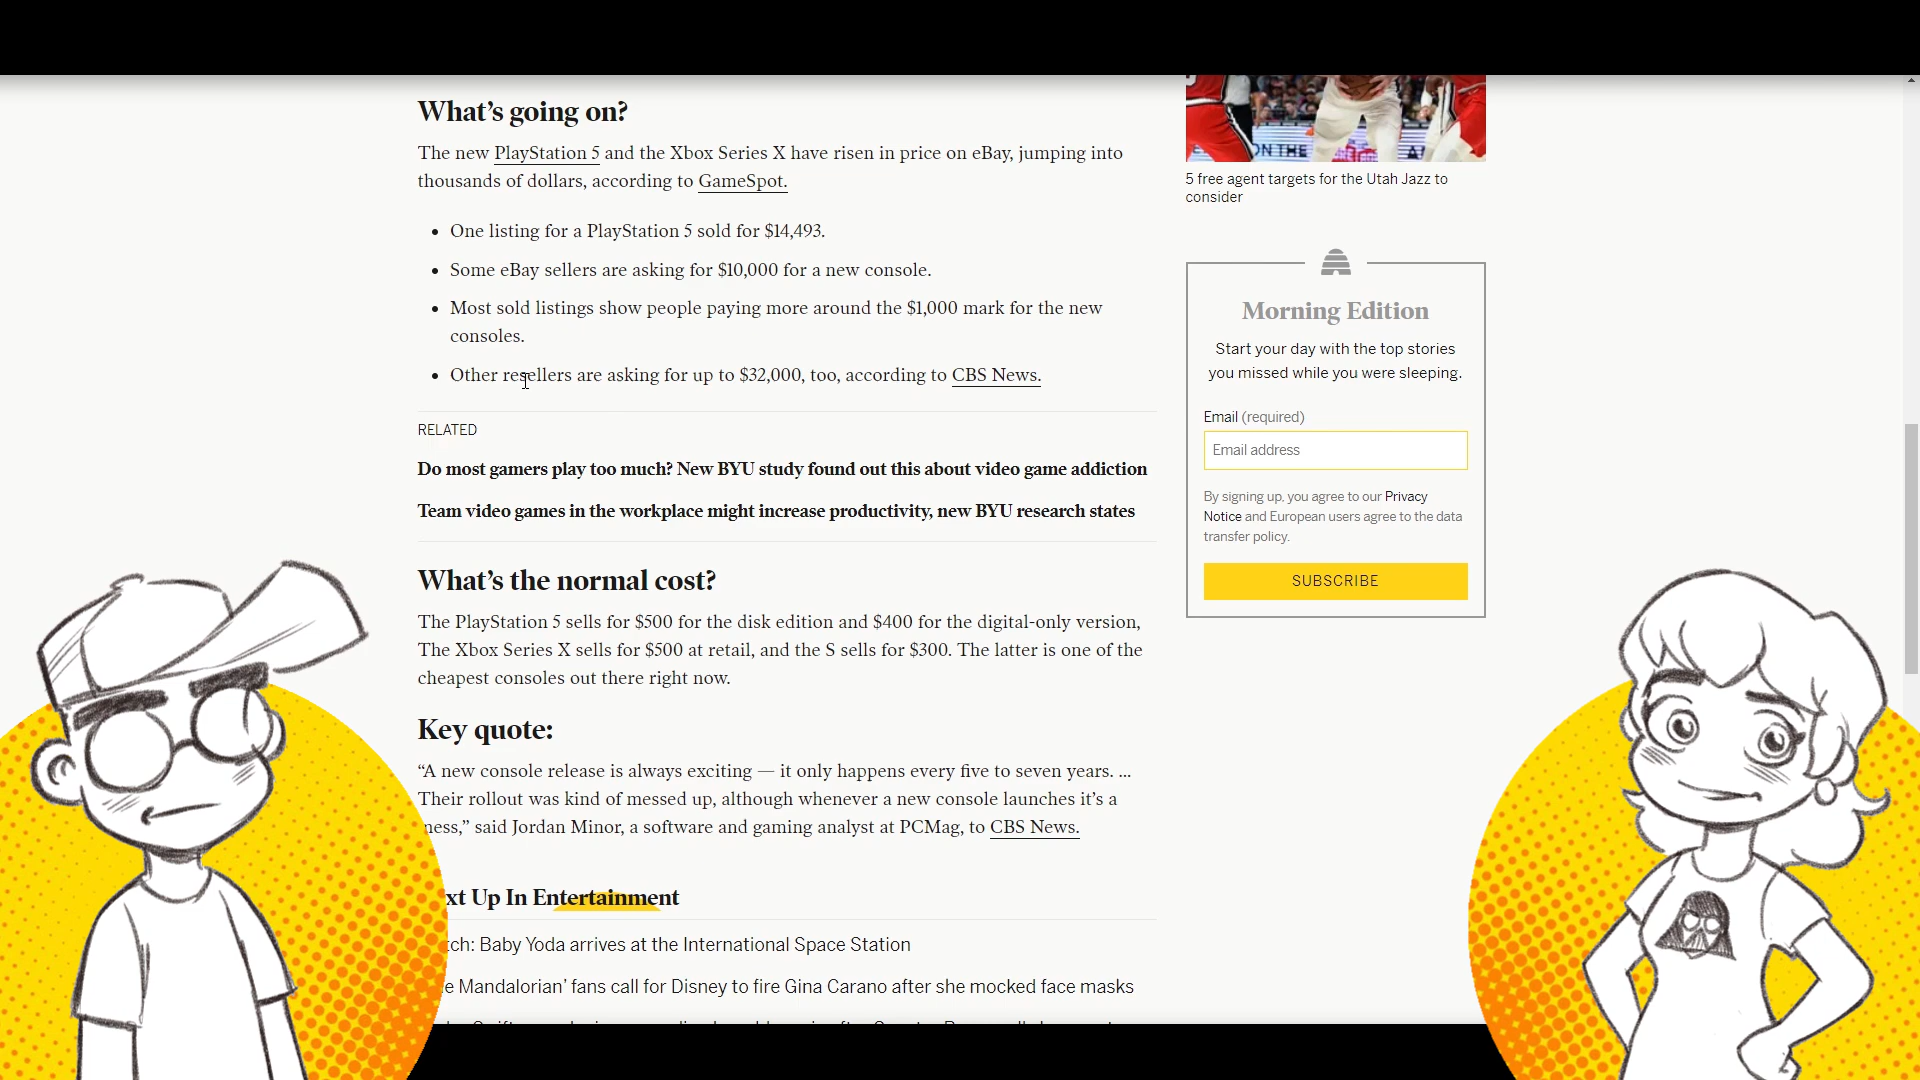 What's going on?
The new PlayStation 5 and the Xbox Series X have risen in price on eBay, jumping into
thousands of dollars, according to GameSpot.
• One listing for a PlayStation 5 sold for $14,493.
• Some eBay sellers are asking for $10,000 for a new console.
• Most sold listings show people paying more around the $1,000 mark for the new
consoles.
• Other resellers are asking for up to $32,000, too, according to CBS News.
RELATED
Do most gamers play too much? New BYU study found out this about video game addiction
Team video games in the workplace might increase productivity, new BYU research states
What's the normal cost?
The PlayStation 5 sells for $500 for the disk edition and $400 for the digital-only version,
The Xbox Series X sells for $500 at retail, and the S sells for $300. The latter is one of the
cheapest consoles out there right now.
Key quote:
“A new console release is always exciting — it only happens every five to seven years. ...
Their rollout was kind of messed up, although whenever a new console launches it's a
ness,” said Jordan Minor, a software and gaming analyst at PCMag, to CBS News.
xt Up In Entertainment
tch: Baby Yoda arrives at the International Space Station
e Mandalorian’ fans call for Disney to fire Gina Carano after she mocked face masks
ON THE
5 free agent targets for the Utah Jazz to
consider
Morning Edition
Start your day with the top stories
you missed while you were sleeping.
Email (required)
Email address
By signing up, you agree to our Privacy
Notice and European users agree to the data
transfer policy.
SUBSCRIBE